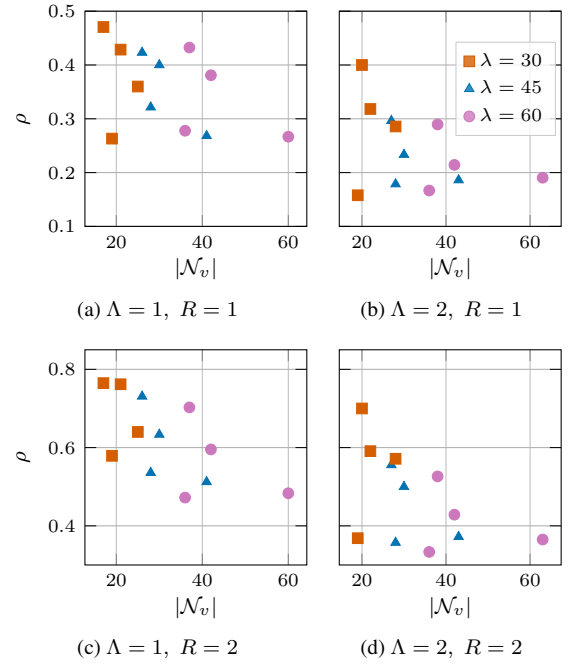 0.5
0.4
0.3
0.2
0.1
ρ
20 40 60
|𝒩ᵥ|
(a) Λ = 1, R = 1
λ = 30
λ = 45
λ = 60
20 40 60
|𝒩ᵥ|
(b) Λ = 2, R = 1
0.8
0.6
0.4
ρ
20 40 60
|𝒩ᵥ|
(c) Λ = 1, R = 2
20 40 60
|𝒩ᵥ|
(d) Λ = 2, R = 2